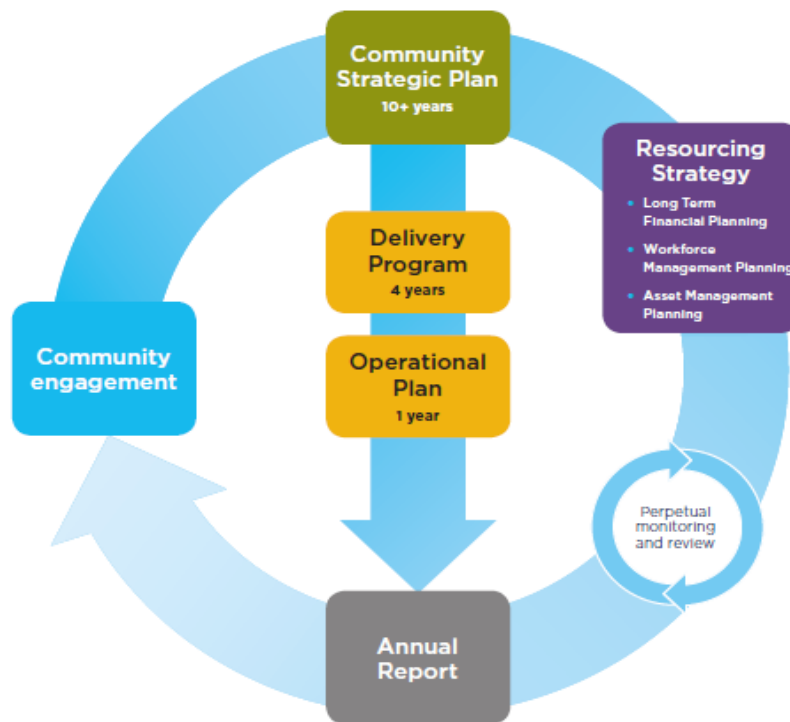 Community
Strategic Plan
10+ years
Resourcing
Strategy
• Long Term
Financial Planning
• Workforce
Management Planning
• Asset Management
Planning
Delivery
Program
4 years
Community
engagement
Operational
Plan
1 year
Perpetual
monitoring
and review
Annual
Report